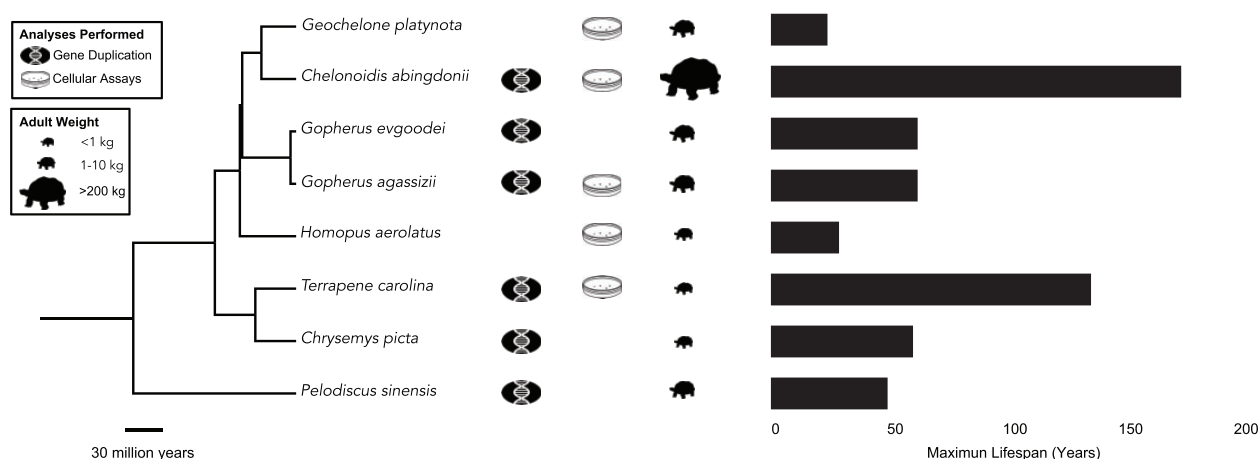 Analyses Performed
Gene Duplication
Cellular Assays
Adult Weight
<1 kg
1-10 kg
>200 kg
Geochelone platynota
Chelonoidis abingdonii
Gopherus evgoodei
Gopherus agassizii
Homopus aerolatus
Terrapene carolina
Chrysemys picta
Pelodiscus sinensis
30 million years
0 50 100 150 200
Maximun Lifespan (Years)